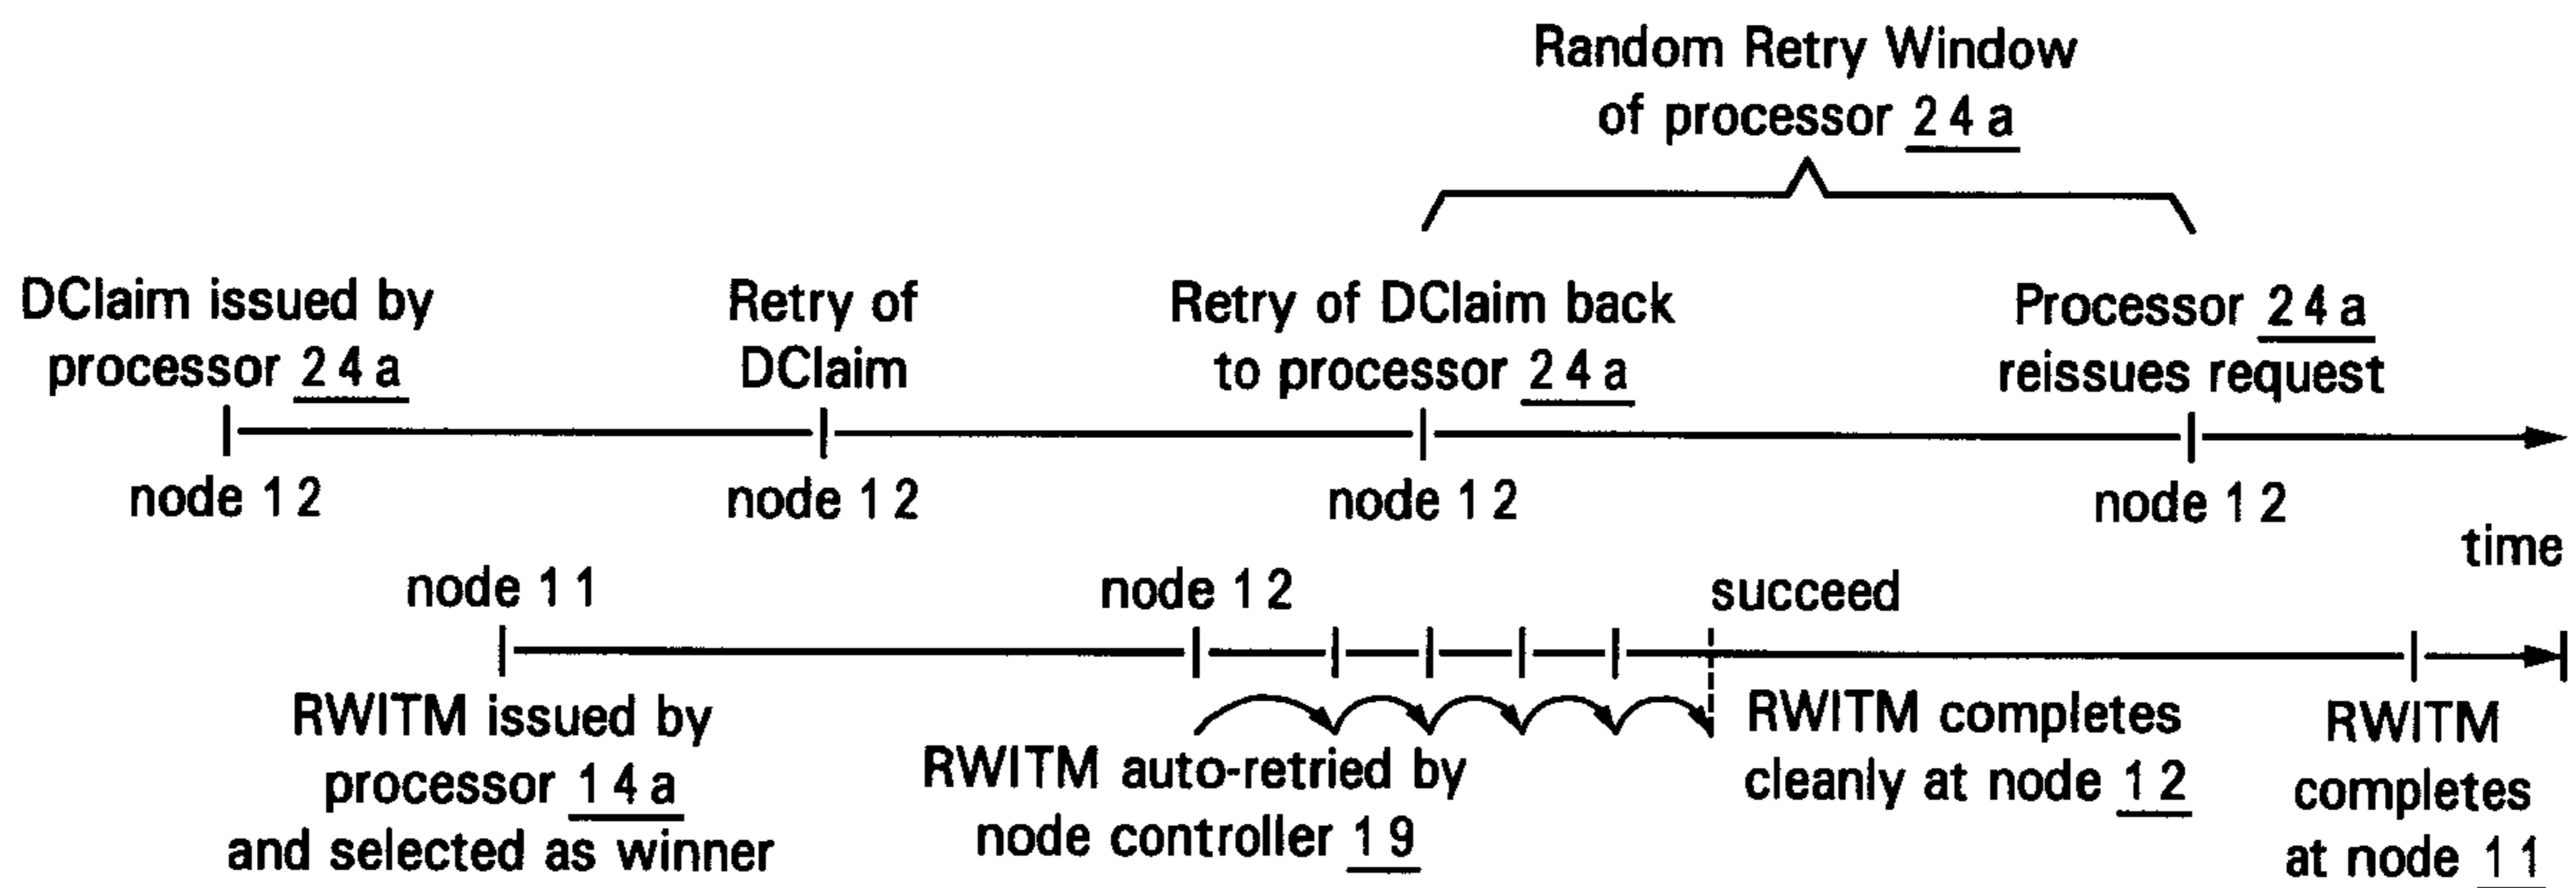 Random Retry Window
of processor 24a
DClaim issued by
processor 24a
Retry of
DClaim
Retry of DClaim back
to processor 24a
Processor 24a
reissues request
node 12
node 12
node 12
node 12
time
node 11
node 12
succeed
RWITM issued by
processor 14a
and selected as winner
RWITM auto-retried by
node controller 19
RWITM completes
cleanly at node 12
RWITM
completes
at node 11